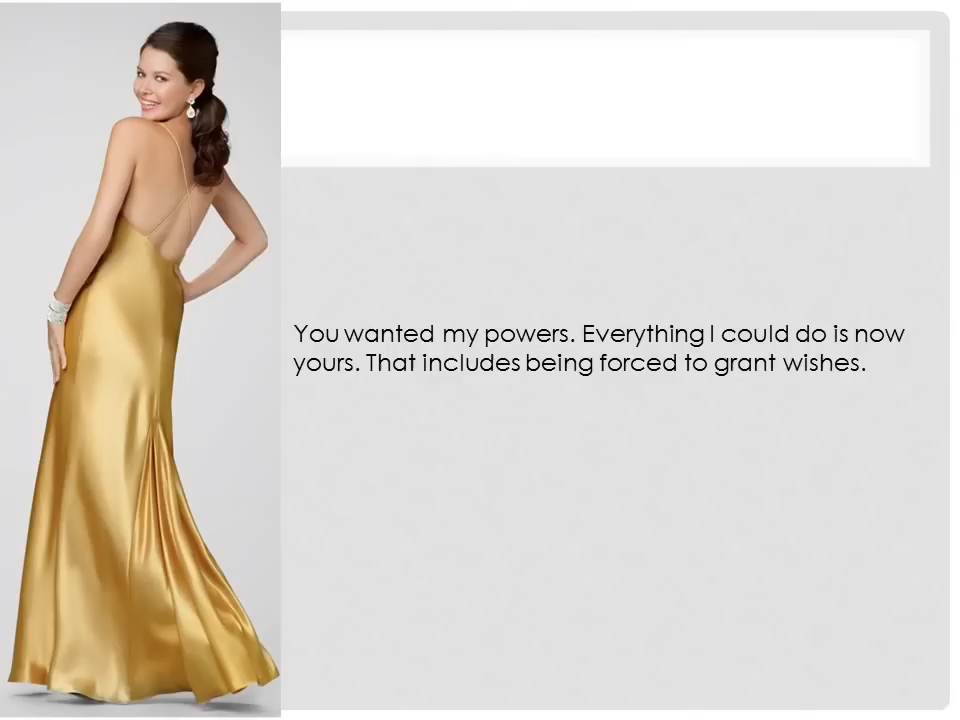 You wanted my powers. Everything I could do is now
yours. That includes being forced to grant wishes.